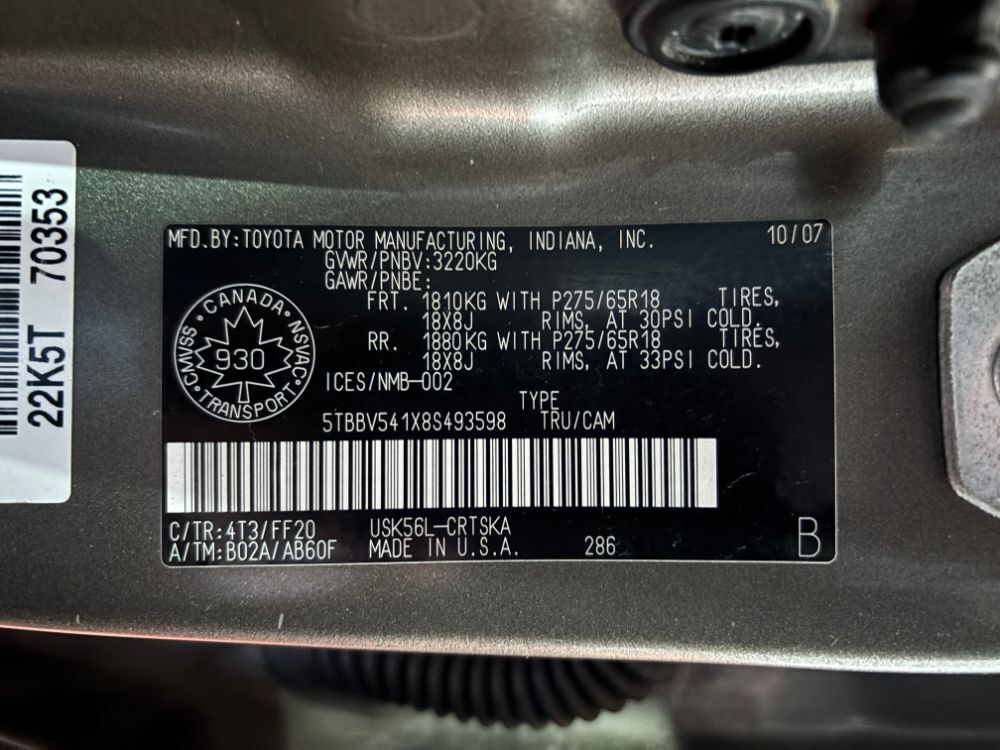 22K5T 70353
MFD.BY:TOYOTA MOTOR MANUFACTURING, INDIANA, INC. 10/07
GVWR/PNBV:3220KG
GAWR/PNBE:
FRT. 1810KG WITH P275/65R18 TIRES,
18X8J RIMS, AT 30PSI COLD.
RR. 1880KG WITH P275/65R18 TIRES,
18X8J RIMS, AT 33PSI COLD.
CANADA
CMVSS · NSVAC
930
TRANSPORT
ICES/NMB-002
TYPE
5TBBV541X8S493598 TRU/CAM
C/TR:4T3/FF20 USK56L-CRTSKA
A/TM:B02A/AB60F MADE IN U.S.A. 286 B